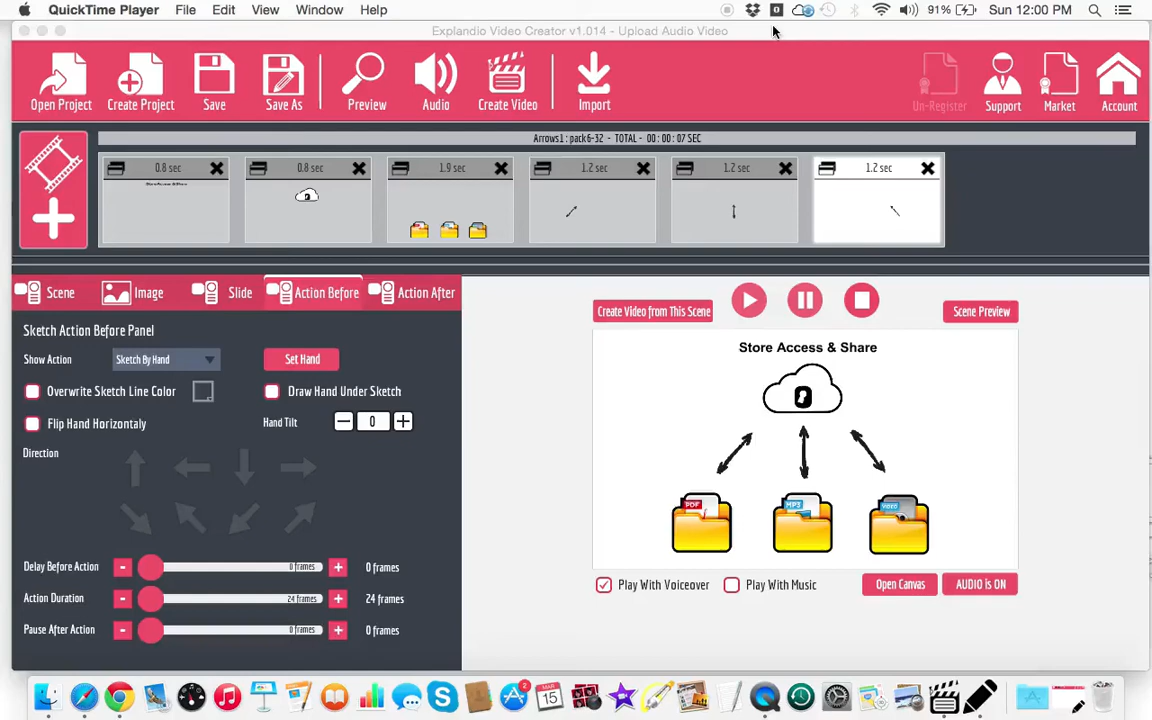 QuickTime Player File Edit View Window Help 91% Sun 12:00 PM
Explandio Video Creator v1.014 - Upload Audio Video
Open Project Create Project Save Save As Preview Audio Create Video Import Un-Register Support Market Account
Arrows1: pack6-32 - TOTAL - 00: 00: 07 SEC
0.8 sec 0.8 sec 1.9 sec 1.2 sec 1.2 sec 1.2 sec
Scene Image Slide Action Before Action After
Create Video from This Scene Scene Preview
Sketch Action Before Panel
Show Action Sketch By Hand Set Hand
Overwrite Sketch Line Color Draw Hand Under Sketch
Flip Hand Horizontaly Hand Tilt 0
Direction
Delay Before Action 0 frames 0 frames
Action Duration 24 frames 24 frames
Pause After Action 0 frames 0 frames
Store Access & Share
PDF MP3 VIDEO
Play With Voiceover Play With Music Open Canvas AUDIO is ON
2
MAR
15